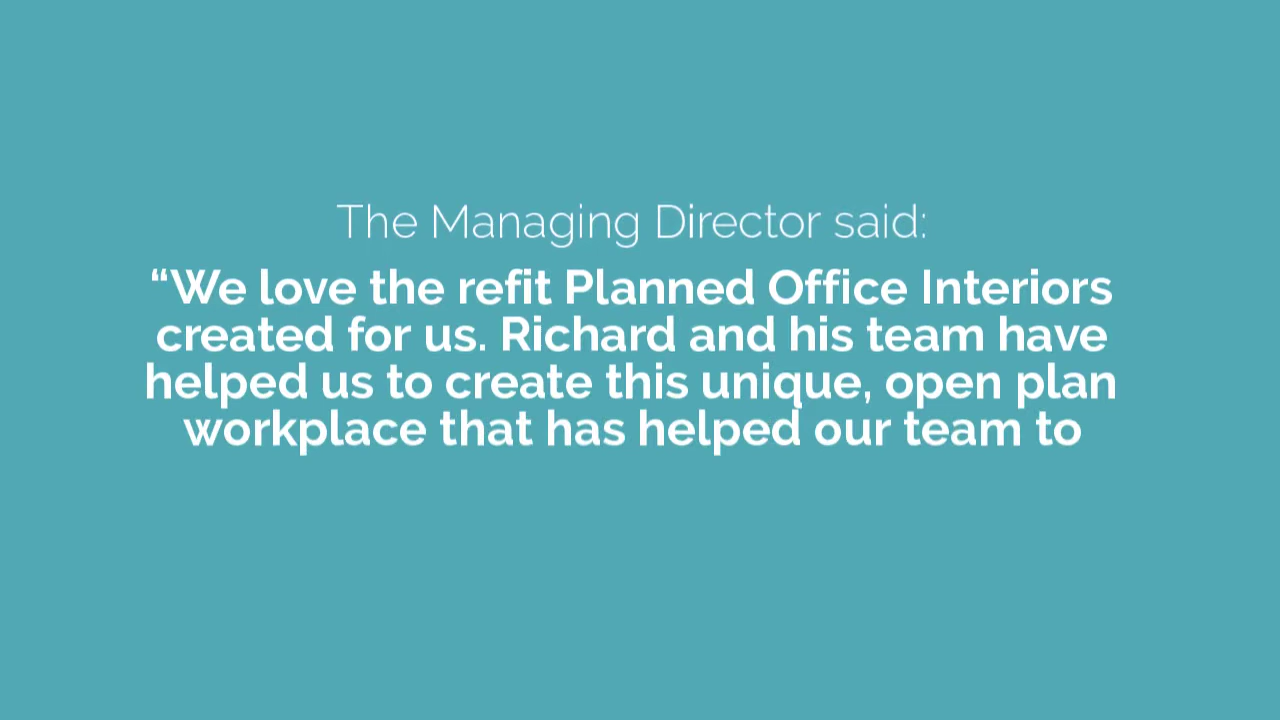 The Managing Director said:
“We love the refit Planned Office Interiors
created for us. Richard and his team have
helped us to create this unique, open plan
workplace that has helped our team to